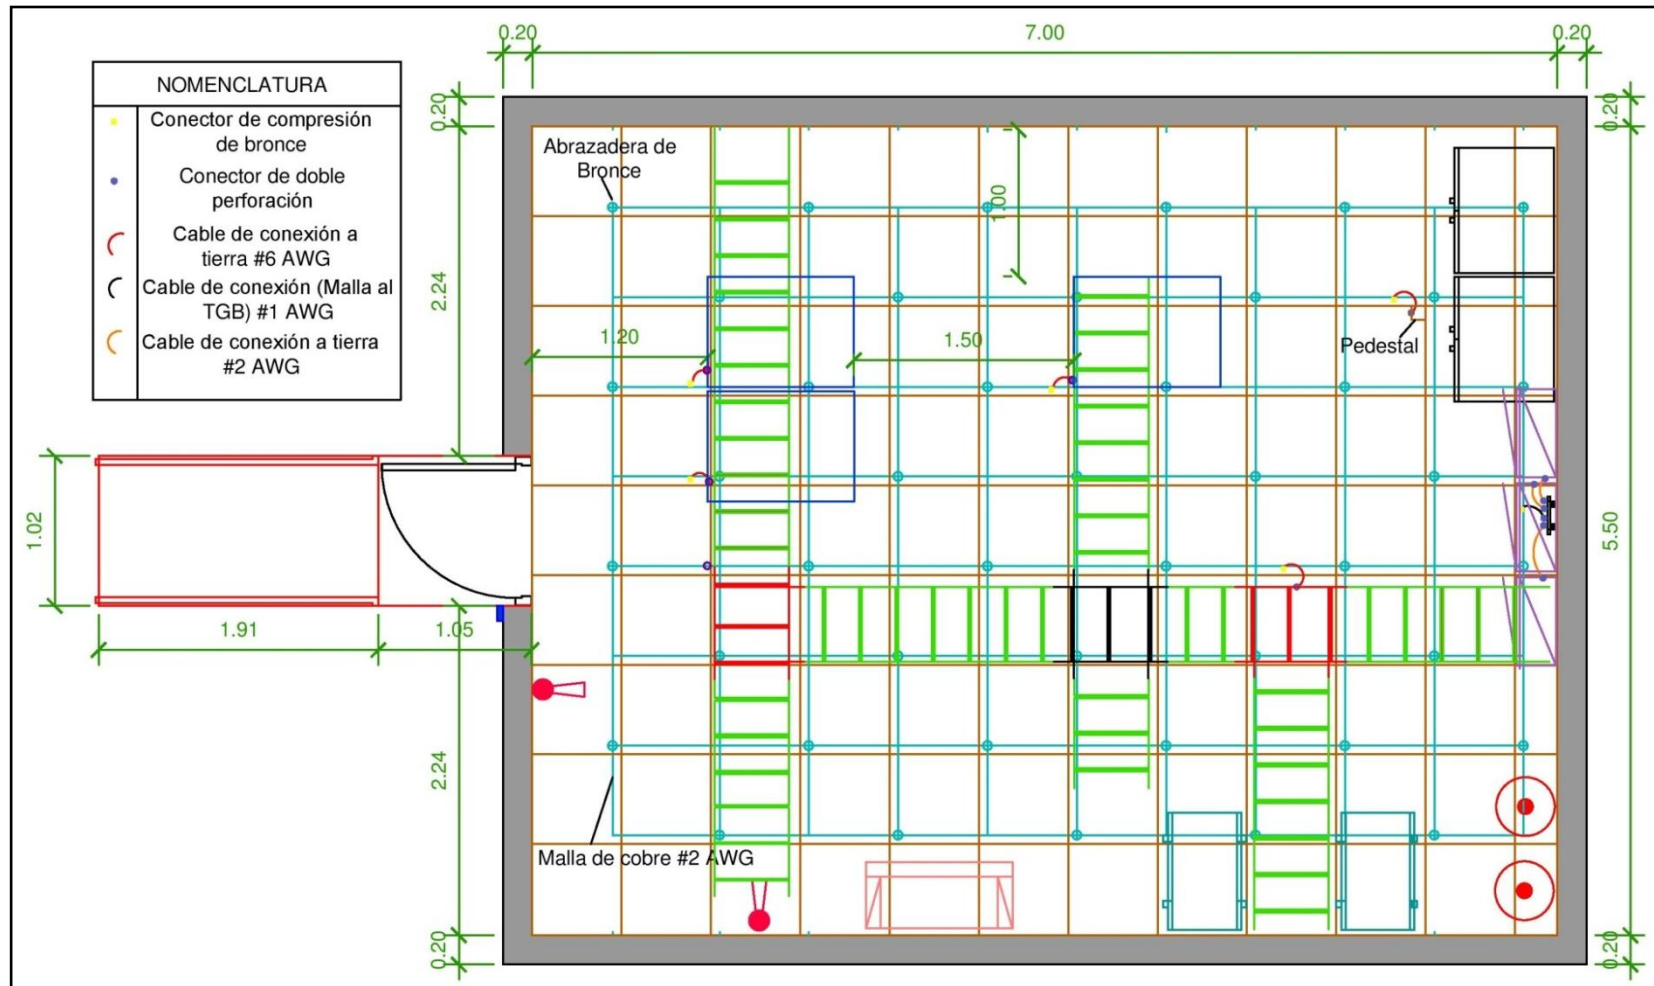 0.20
7.00
0.20
NOMENCLATURA
Conector de compresión
de bronce
Conector de doble
perforación
Cable de conexión a
tierra #6 AWG
Cable de conexión (Malla al
TGB) #1 AWG
Cable de conexión a tierra
#2 AWG
0.20
0.20
Abrazadera de
Bronce
1.00
2.24
1.20
1.50
Pedestal
1.02
5.50
1.91
1.05
2.24
Malla de cobre #2 AWG
0.20
0.20